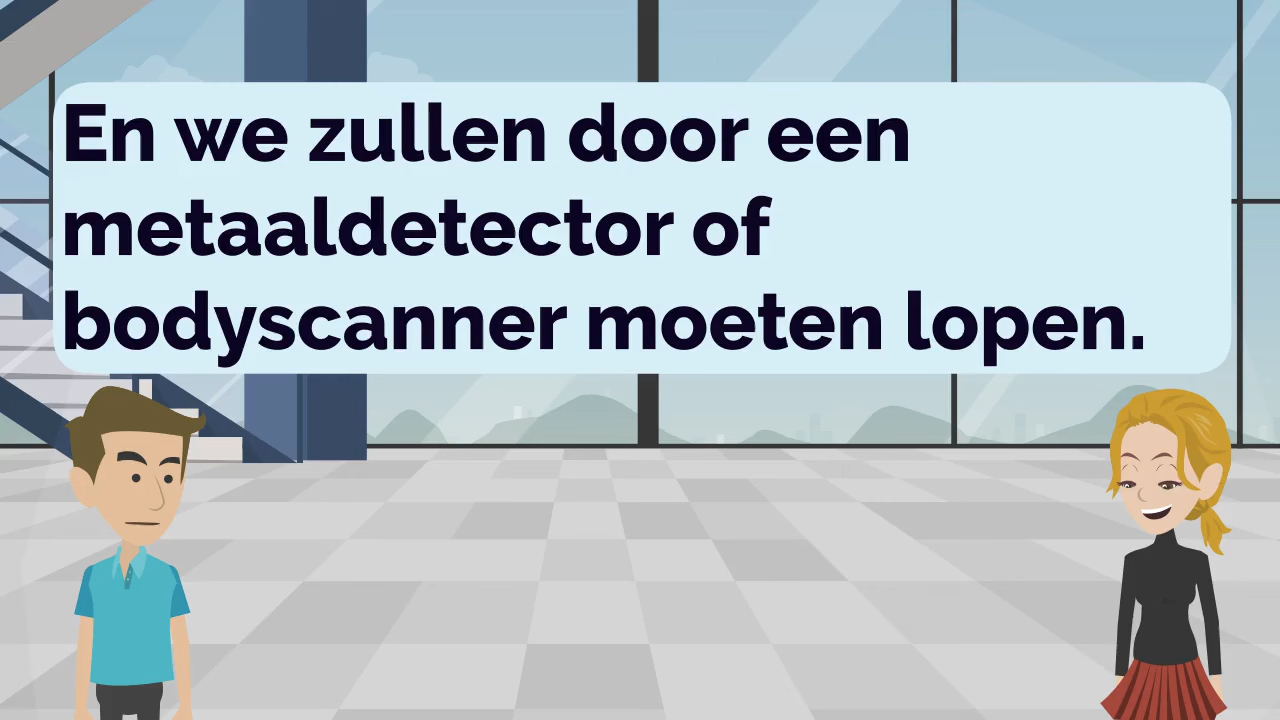 En we zullen door een
metaaldetector of
bodyscanner moeten lopen.